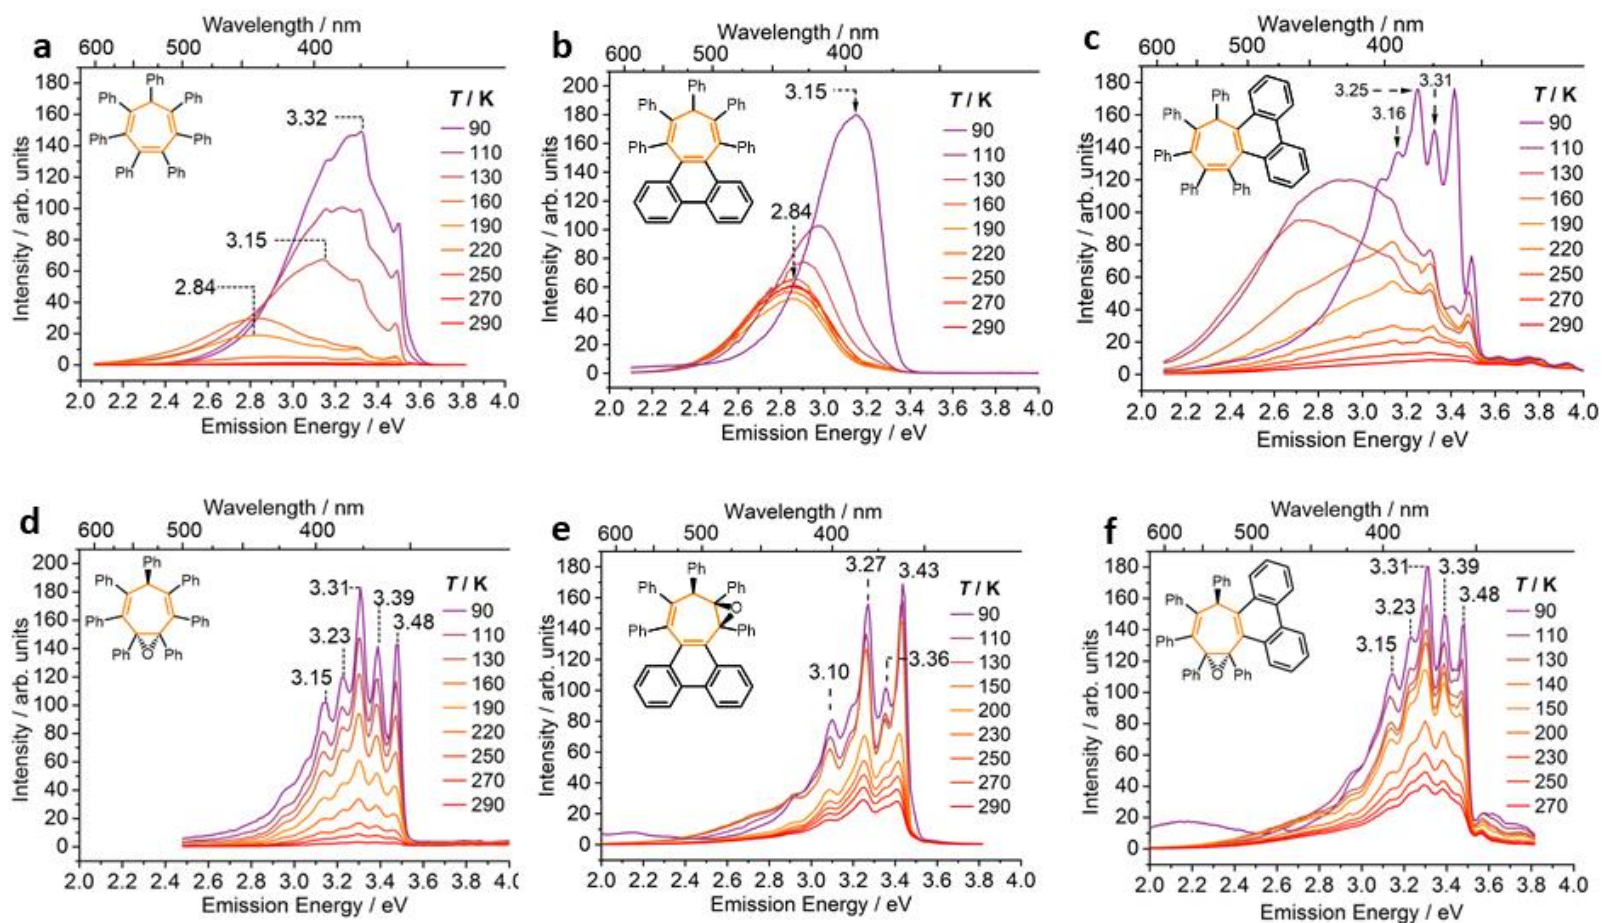 a
Wavelength / nm
600 500 400
Intensity / arb. units
180
160
140
120
100
80
60
40
20
0
Ph
Ph Ph
Ph Ph
Ph Ph
3.32
3.15
2.84
T / K
90
110
130
160
190
220
250
270
290
2.0 2.2 2.4 2.6 2.8 3.0 3.2 3.4 3.6 3.8 4.0
Emission Energy / eV
b
Wavelength / nm
600 500 400
Intensity / arb. units
200
180
160
140
120
100
80
60
40
20
0
Ph
Ph Ph
Ph Ph
3.15
2.84
T / K
90
110
130
160
190
220
250
270
290
2.0 2.2 2.4 2.6 2.8 3.0 3.2 3.4 3.6 3.8 4.0
Emission Energy / eV
c
Wavelength / nm
600 500 400
Intensity / arb. units
180
160
140
120
100
80
60
40
20
0
Ph
Ph
Ph
Ph Ph
3.25
3.31
3.16
T / K
90
110
130
160
190
220
250
270
290
2.0 2.2 2.4 2.6 2.8 3.0 3.2 3.4 3.6 3.8 4.0
Emission Energy / eV
d
Wavelength / nm
600 500 400
Intensity / arb. units
200
180
160
140
120
100
80
60
40
20
0
Ph
Ph Ph
Ph Ph
Ph O Ph
3.31
3.39
3.23
3.48
3.15
T / K
90
110
130
160
190
220
250
270
290
2.0 2.2 2.4 2.6 2.8 3.0 3.2 3.4 3.6 3.8
Emission Energy / eV
e
Wavelength / nm
600 500 400
Intensity / arb. units
180
160
140
120
100
80
60
40
20
0
Ph
Ph Ph
O
Ph Ph
3.27
3.43
3.10
3.36
T / K
90
110
130
150
200
230
250
270
290
2.0 2.2 2.4 2.6 2.8 3.0 3.2 3.4 3.6 3.8 4.0
Emission Energy / eV
f
Wavelength / nm
600 500 400
Intensity / arb. units
180
160
140
120
100
80
60
40
20
0
Ph
Ph
Ph
Ph O Ph
3.31
3.39
3.23
3.48
3.15
T / K
90
110
130
140
150
200
230
250
270
2.0 2.2 2.4 2.6 2.8 3.0 3.2 3.4 3.6 3.8 4.0
Emission Energy / eV